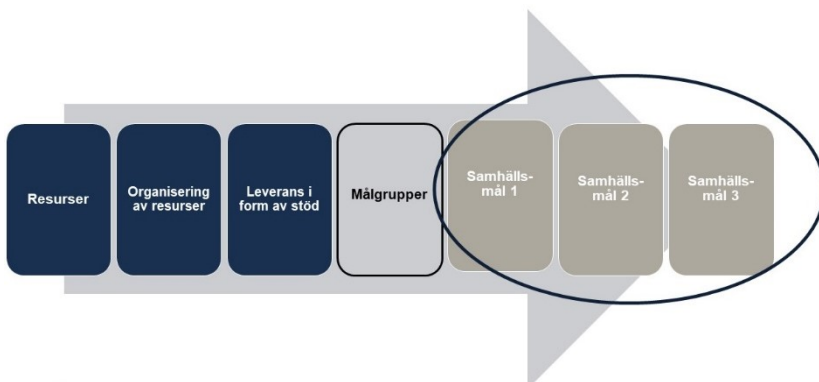 Resurser
Organisering
av resurser
Leverans i
form av stöd
Målgrupper
Samhälls-
mål 1
Samhälls-
mål 2
Samhälls-
mål 3